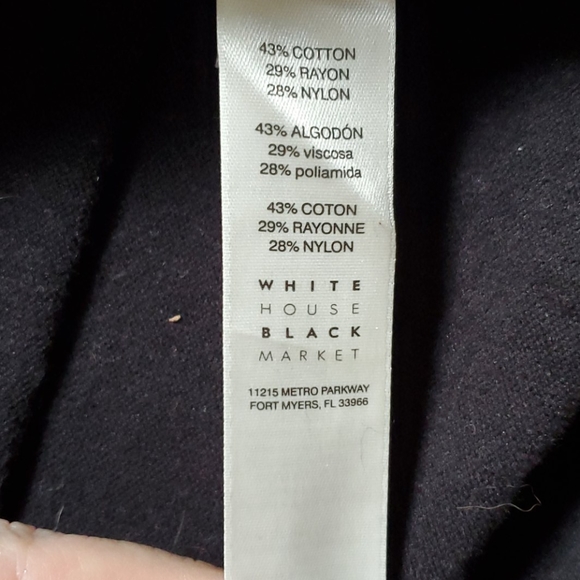 43% COTTON
29% RAYON
28% NYLON
43% ALGODÓN
29% viscosa
28% poliamida
43% COTON
29% RAYONNE
28% NYLON
WHITE
HOUSE
BLACK
MARKET
11215 METRO PARKWAY
FORT MYERS, FL 33966